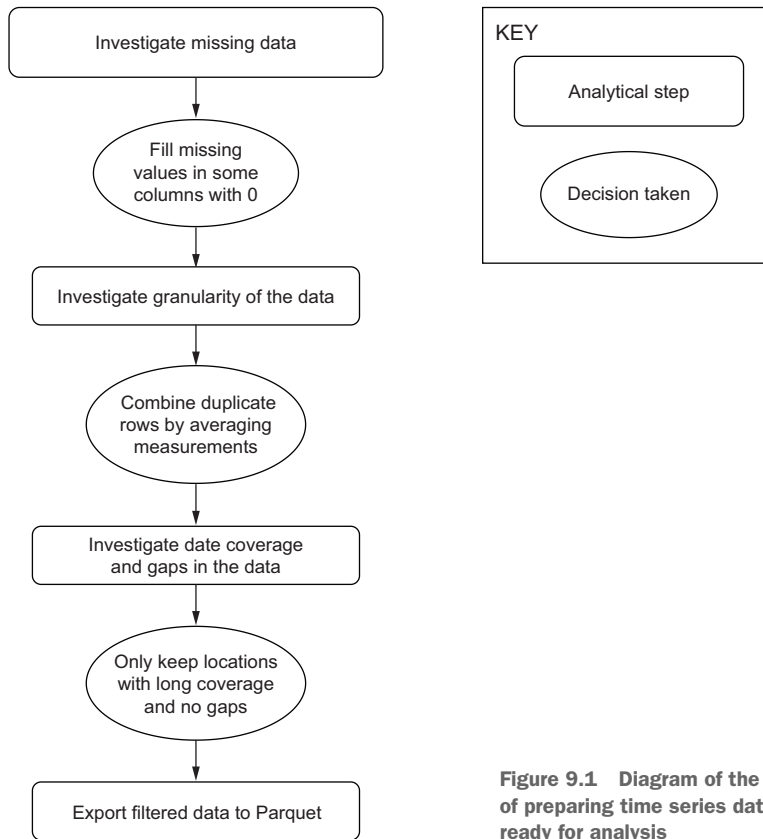 Investigate missing data
Fill missing
values in some
columns with 0
Investigate granularity of the data
Combine duplicate
rows by averaging
measurements
Investigate date coverage
and gaps in the data
Only keep locations
with long coverage
and no gaps
Export filtered data to Parquet
KEY
Analytical step
Decision taken
Figure 9.1 Diagram of the
of preparing time series dat
ready for analysis